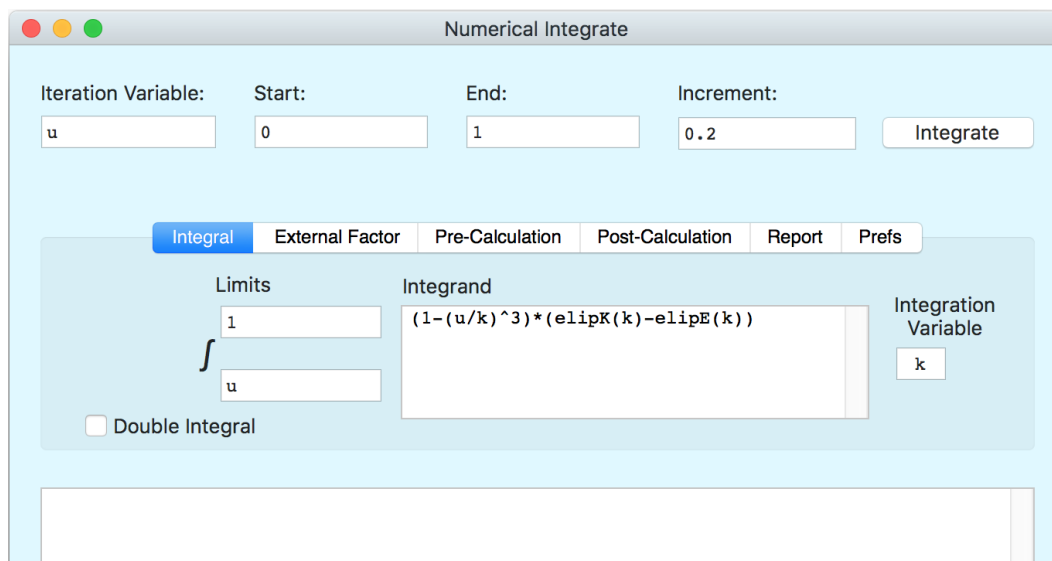 Numerical Integrate
Iteration Variable: Start: End: Increment:
u 0 1 0.2 Integrate
Integral External Factor Pre-Calculation Post-Calculation Report Prefs
Limits Integrand
1 (1-(u/k)^3)*(elipK(k)-elipE(k))
Integration
Variable
∫
k
u
Double Integral